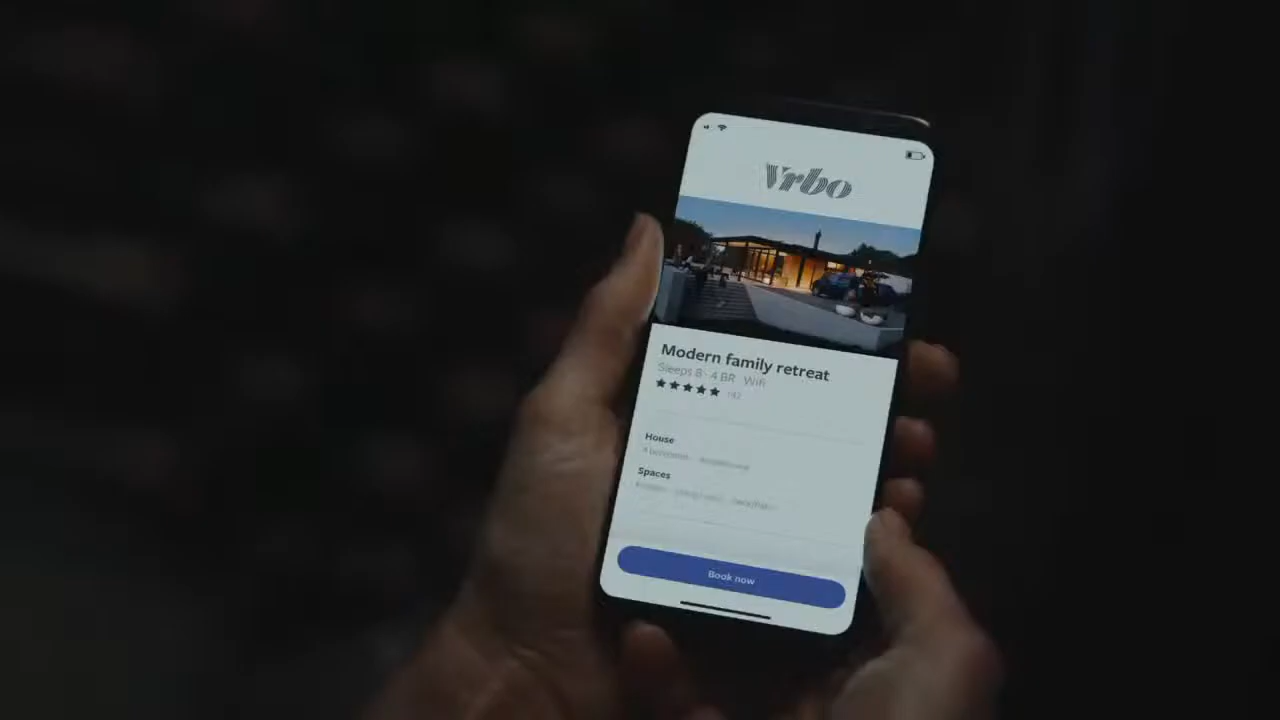 Vrbo
Modern family retreat
Sleeps 8 · 4 BR · Wifi
House
Spaces
Book now